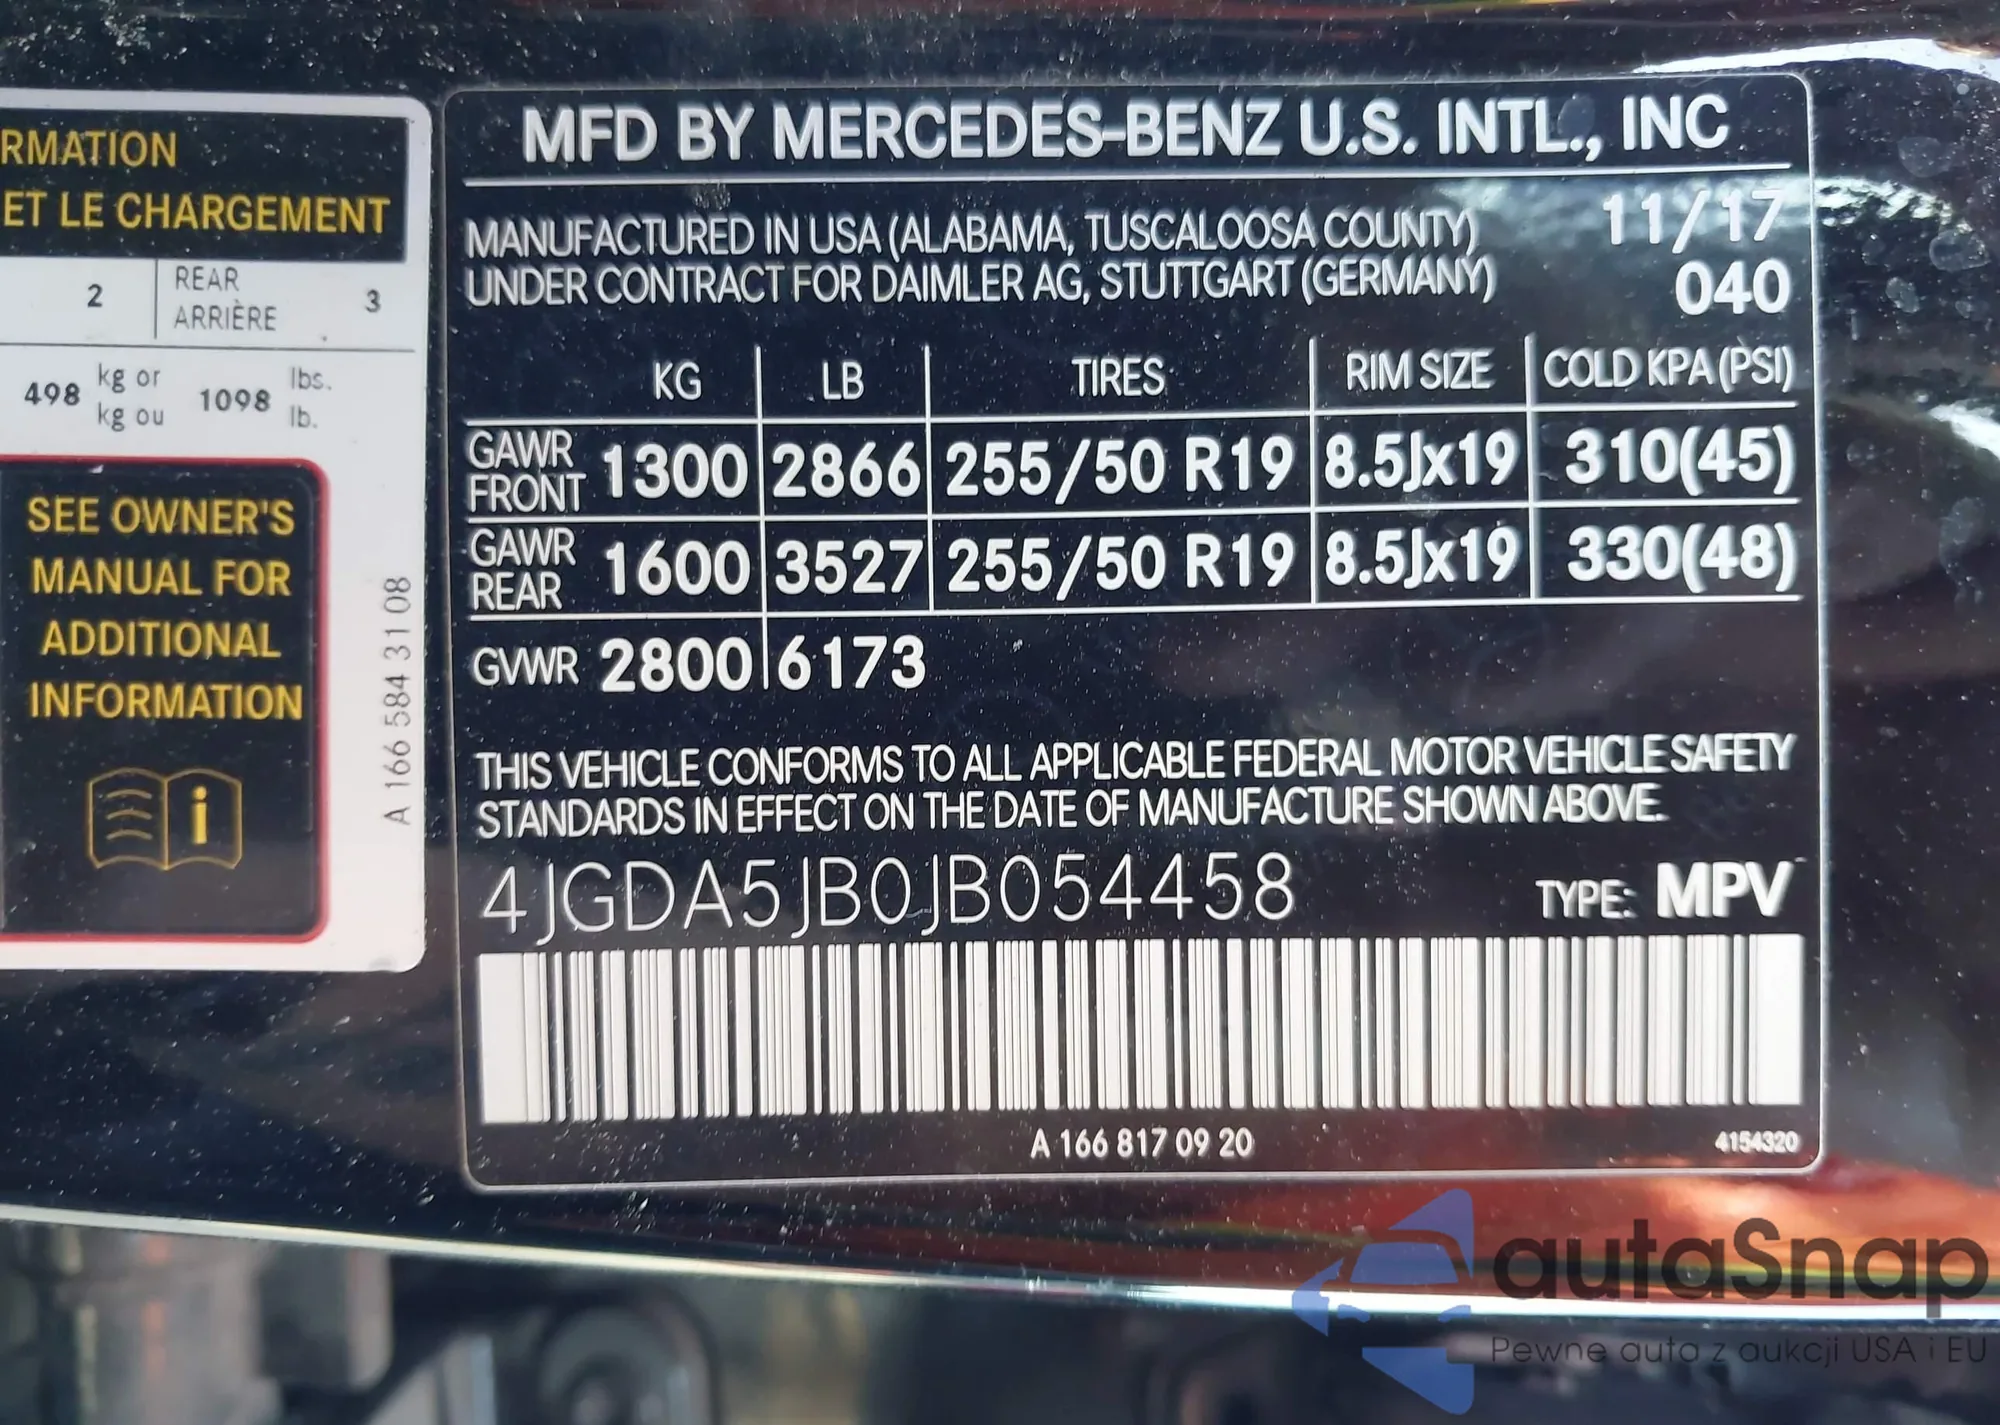 RMATION
ET LE CHARGEMENT
2 REAR
ARRIÈRE 3
498 kg or 1098 lbs.
kg ou lb.
SEE OWNER'S
MANUAL FOR
ADDITIONAL
INFORMATION
i
A 166 584 31 08
MFD BY MERCEDES-BENZ U.S. INTL., INC
MANUFACTURED IN USA (ALABAMA, TUSCALOOSA COUNTY) 11/17
UNDER CONTRACT FOR DAIMLER AG, STUTTGART (GERMANY) 040
KG LB TIRES RIM SIZE COLD KPA (PSI)
GAWR FRONT 1300 2866 255/50 R19 8.5Jx19 310(45)
GAWR REAR 1600 3527 255/50 R19 8.5Jx19 330(48)
GVWR 2800 6173
THIS VEHICLE CONFORMS TO ALL APPLICABLE FEDERAL MOTOR VEHICLE SAFETY
STANDARDS IN EFFECT ON THE DATE OF MANUFACTURE SHOWN ABOVE.
4JGDA5JB0JB054458 TYPE: MPV
A 166 817 09 20 4154320
autaSnap
Pewne auta z aukcji USA i EU